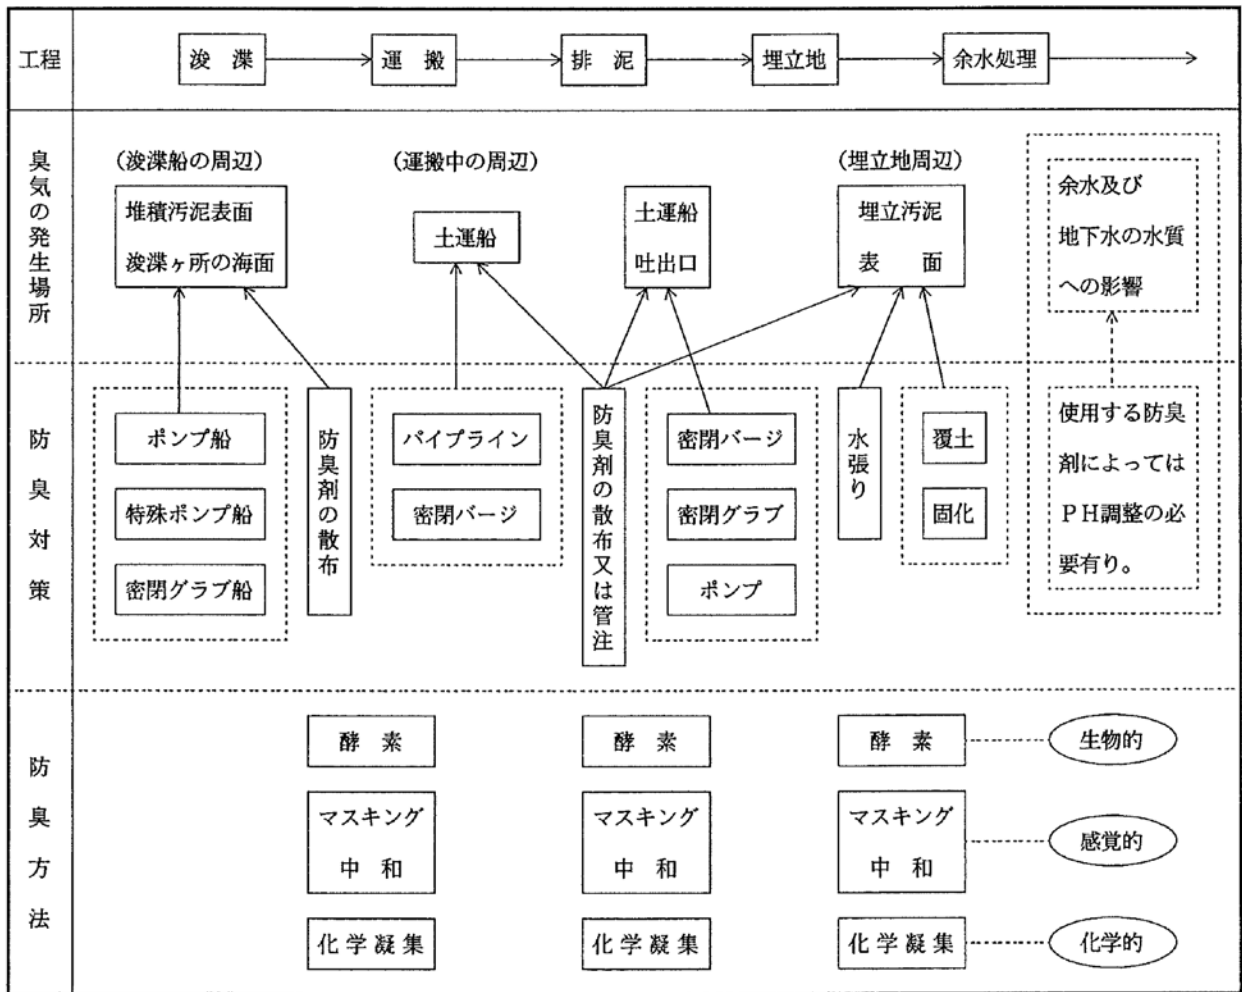 工程
浚渫
運搬
排泥
埋立地
余水処理
臭気の発生場所
(浚渫船の周辺)
堆積汚泥表面
浚渫ヶ所の海面
(運搬中の周辺)
土運船
土運船
吐出口
(埋立地周辺)
埋立汚泥
表面
余水及び
地下水の水質
への影響
防臭対策
ポンプ船
特殊ポンプ船
密閉グラブ船
防臭剤の散布
パイプライン
密閉バージ
防臭剤の散布又は管注
密閉バージ
密閉グラブ
ポンプ
水張り
覆土
固化
使用する防臭
剤によっては
PH調整の必
要有り。
防臭方法
酵素
酵素
酵素
生物的
マスキング
中和
マスキング
中和
マスキング
中和
感覚的
化学凝集
化学凝集
化学凝集
化学的